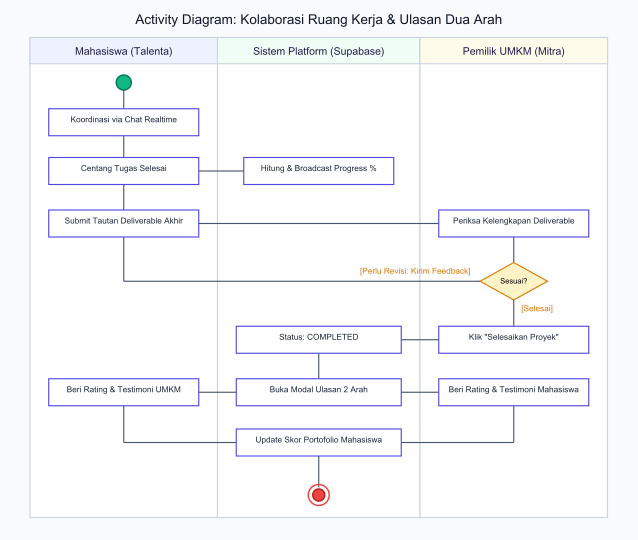 Activity Diagram: Kolaborasi Ruang Kerja & Ulasan Dua Arah
Mahasiswa (Talenta)
Sistem Platform (Supabase)
Pemilik UMKM (Mitra)
Koordinasi via Chat Realtime
Centang Tugas Selesai
Hitung & Broadcast Progress %
Submit Tautan Deliverable Akhir
Periksa Kelengkapan Deliverable
[Perlu Revisi: Kirim Feedback]
Sesuai?
[Selesai]
Status: COMPLETED
Klik "Selesaikan Proyek"
Beri Rating & Testimoni UMKM
Buka Modal Ulasan 2 Arah
Beri Rating & Testimoni Mahasiswa
Update Skor Portofolio Mahasiswa